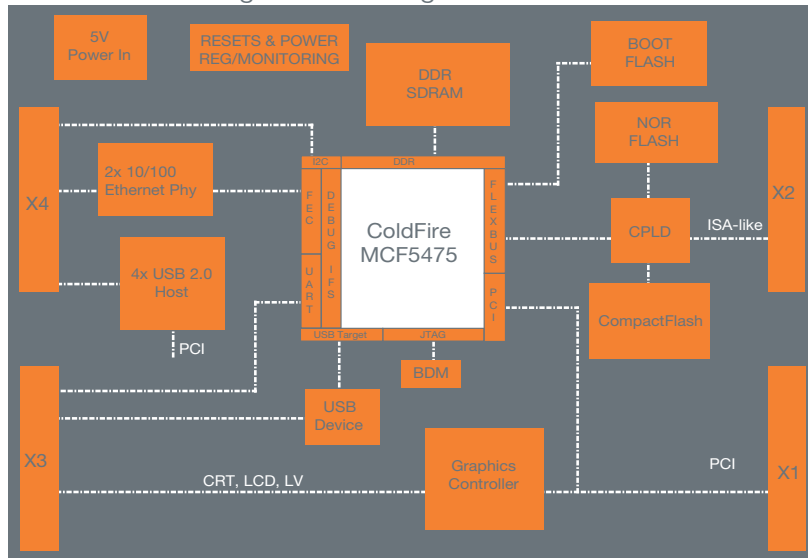 5V
Power In
RESETS & POWER
REG/MONITORING
DDR
SDRAM
BOOT
FLASH
NOR
FLASH
X4
2x 10/100
Ethernet Phy
I2C
DDR
FEC
DEBUG IFS
ColdFire
MCF5475
FLEXBUS
CPLD
ISA-like
X2
4x USB 2.0
Host
UART
PCI
CompactFlash
PCI
USB Target
JTAG
BDM
USB
Device
X3
CRT, LCD, LV
Graphics
Controller
PCI
X1